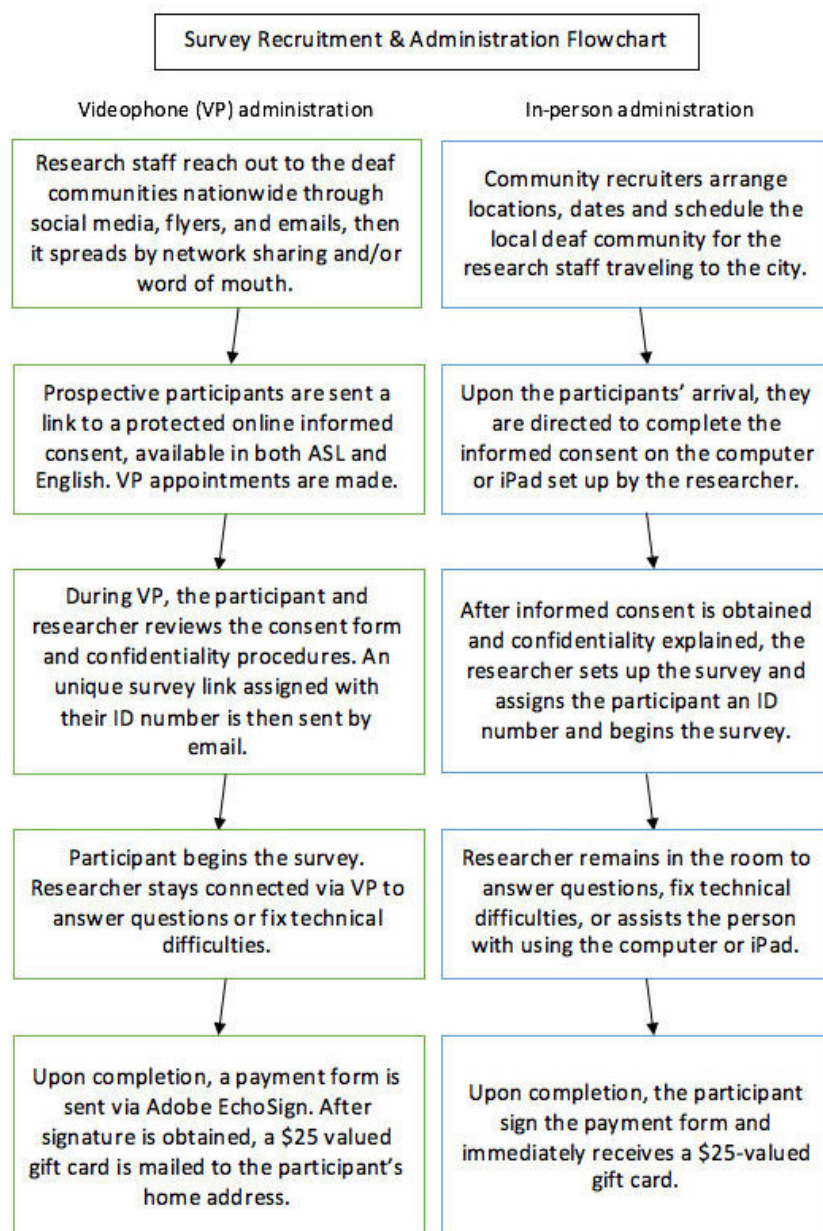 Survey Recruitment & Administration Flowchart
Videophone (VP) administration
Research staff reach out to the deaf
communities nationwide through
social media, flyers, and emails, then
it spreads by network sharing and/or
word of mouth.
Prospective participants are sent a
link to a protected online informed
consent, available in both ASL and
English. VP appointments are made.
During VP, the participant and
researcher reviews the consent form
and confidentiality procedures. An
unique survey link assigned with
their ID number is then sent by
email.
Participant begins the survey.
Researcher stays connected via VP to
answer questions or fix technical
difficulties.
Upon completion, a payment form is
sent via Adobe EchoSign. After
signature is obtained, a $25 valued
gift card is mailed to the participant's
home address.
In-person administration
Community recruiters arrange
locations, dates and schedule the
local deaf community for the
research staff traveling to the city.
Upon the participants' arrival, they
are directed to complete the
informed consent on the computer
or iPad set up by the researcher.
After informed consent is obtained
and confidentiality explained, the
researcher sets up the survey and
assigns the participant an ID
number and begins the survey.
Researcher remains in the room to
answer questions, fix technical
difficulties, or assists the person
with using the computer or iPad.
Upon completion, the participant
sign the payment form and
immediately receives a $25-valued
gift card.